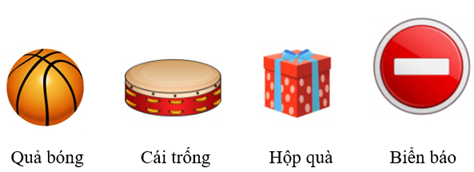 Quả bóng Cái trống Hộp quà Biển báo